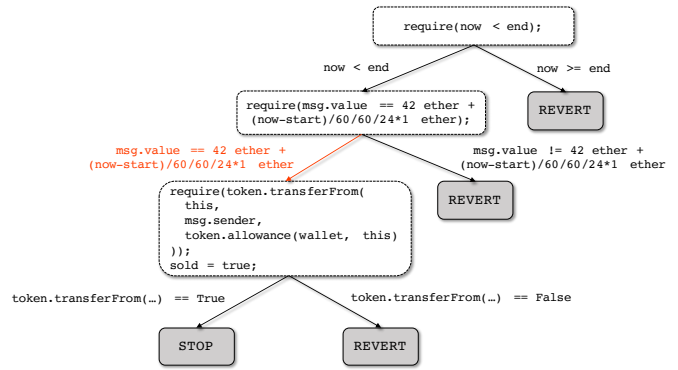 require(now < end);
now < end
now >= end
REVERT
require(msg.value == 42 ether +
(now-start)/60/60/24*1 ether);
msg.value == 42 ether +
(now-start)/60/60/24*1 ether
msg.value != 42 ether +
(now-start)/60/60/24*1 ether
REVERT
require(token.transferFrom(
this,
msg.sender,
token.allowance(wallet, this)
));
sold = true;
token.transferFrom(…) == True
token.transferFrom(…) == False
STOP
REVERT